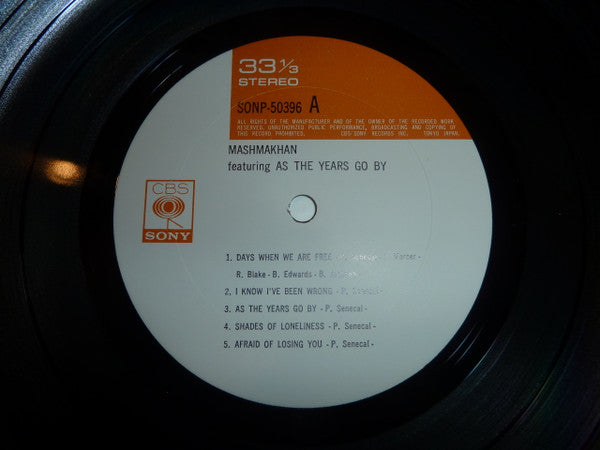 33 1/3
STEREO
SONP-50396 A
ALL RIGHTS OF THE MANUFACTURER AND OF THE OWNER OF THE RECORDED WORK
RESERVED. UNAUTHORIZED PUBLIC PERFORMANCE, BROADCASTING AND COPYING OF
THIS RECORD PROHIBITED. CBS/SONY RECORDS INC. TOKYO JAPAN.
MASHMAKHAN
featuring AS THE YEARS GO BY
CBS
SONY
1. DAYS WHEN WE ARE FREE Mercer -
R. Blake - B. Edwards - B.
2. I KNOW I'VE BEEN WRONG - P.
3. AS THE YEARS GO BY - P. Senecal -
4. SHADES OF LONELINESS - P. Senecal -
5. AFRAID OF LOSING YOU - P. Senecal -